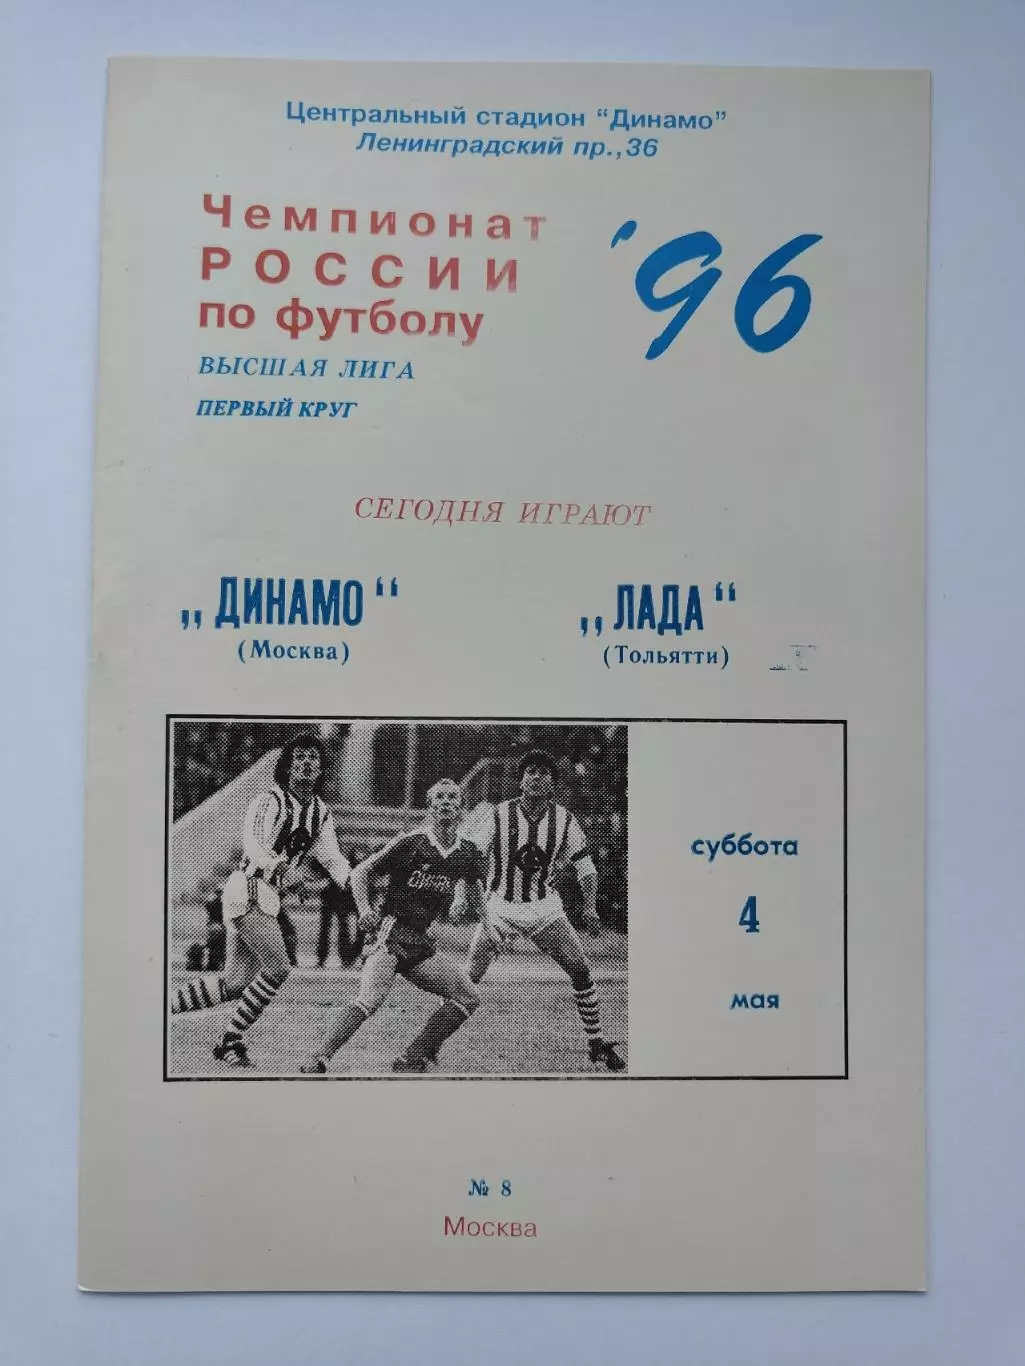 Центральный стадион “Динамо”
Ленинградский пр.,36
Чемпионат
РОССИИ
по футболу
'96
ВЫСШАЯ ЛИГА
ПЕРВЫЙ КРУГ
СЕГОДНЯ ИГРАЮТ
„ДИНАМО“
(Москва)
„ЛАДА“
(Тольятти)
суббота
4
мая
№ 8
Москва